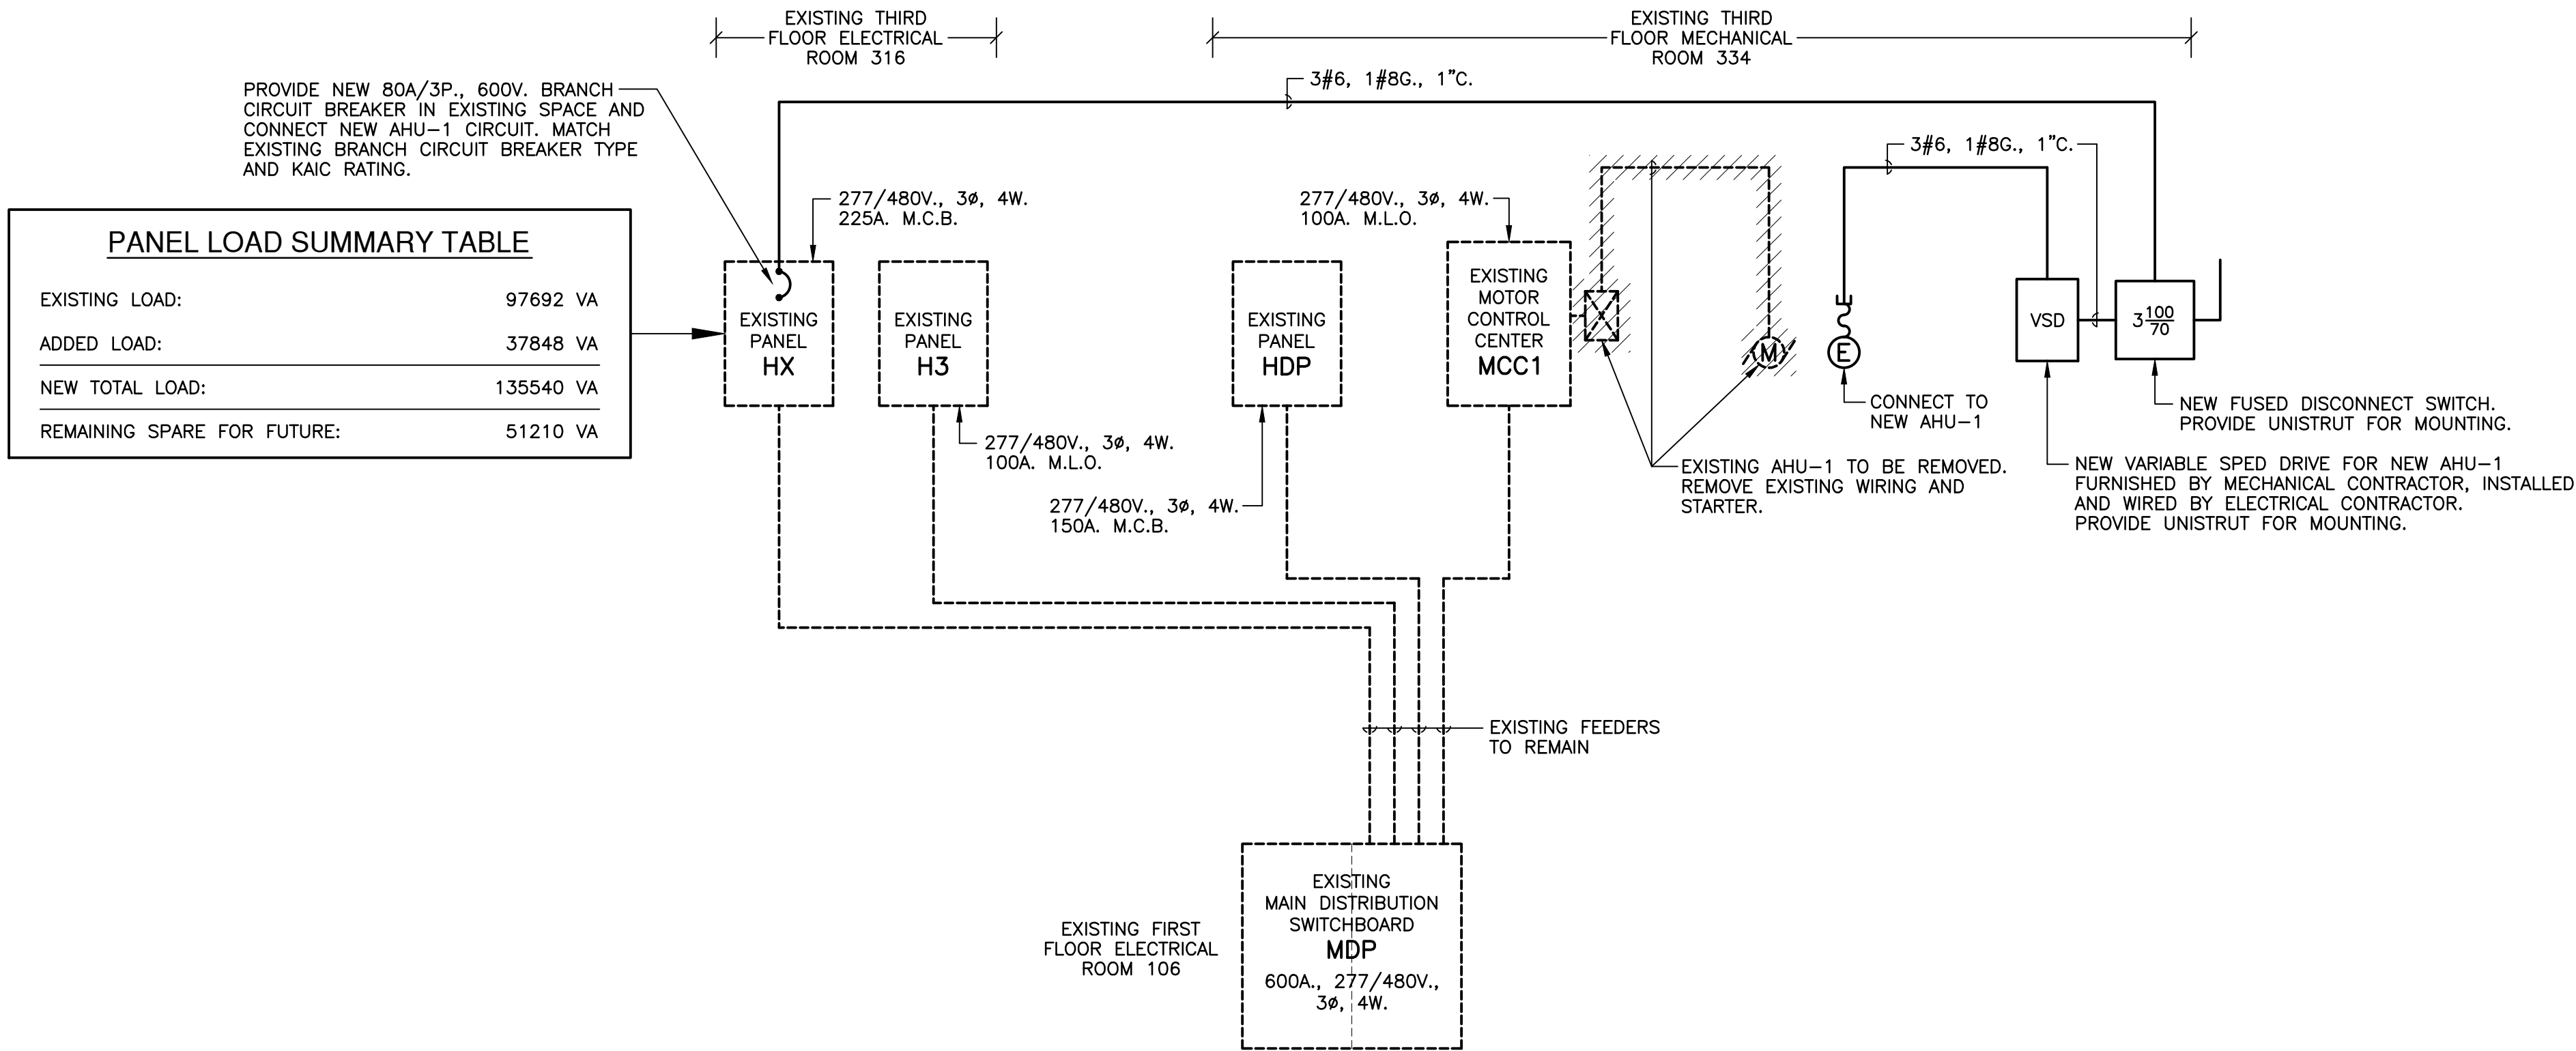 EXISTING THIRD
FLOOR ELECTRICAL
ROOM 316
EXISTING THIRD
FLOOR MECHANICAL
ROOM 334
PROVIDE NEW 80A/3P., 600V. BRANCH
CIRCUIT BREAKER IN EXISTING SPACE AND
CONNECT NEW AHU-1 CIRCUIT. MATCH
EXISTING BRANCH CIRCUIT BREAKER TYPE
AND KAIC RATING.
3#6, 1#8G., 1"C.
3#6, 1#8G., 1"C.
277/480V., 3ø, 4W.
225A. M.C.B.
277/480V., 3ø, 4W.
100A. M.L.O.
PANEL LOAD SUMMARY TABLE
EXISTING LOAD: 97692 VA
ADDED LOAD: 37848 VA
NEW TOTAL LOAD: 135540 VA
REMAINING SPARE FOR FUTURE: 51210 VA
EXISTING
PANEL
HX
EXISTING
PANEL
H3
EXISTING
PANEL
HDP
EXISTING
MOTOR
CONTROL
CENTER
MCC1
M
E
VSD
3 100/70
CONNECT TO
NEW AHU-1
NEW FUSED DISCONNECT SWITCH.
PROVIDE UNISTRUT FOR MOUNTING.
277/480V., 3ø, 4W.
100A. M.L.O.
277/480V., 3ø, 4W.
150A. M.C.B.
EXISTING AHU-1 TO BE REMOVED.
REMOVE EXISTING WIRING AND
STARTER.
NEW VARIABLE SPED DRIVE FOR NEW AHU-1
FURNISHED BY MECHANICAL CONTRACTOR, INSTALLED
AND WIRED BY ELECTRICAL CONTRACTOR.
PROVIDE UNISTRUT FOR MOUNTING.
EXISTING FEEDERS
TO REMAIN
EXISTING FIRST
FLOOR ELECTRICAL
ROOM 106
EXISTING
MAIN DISTRIBUTION
SWITCHBOARD
MDP
600A., 277/480V.,
3ø, 4W.